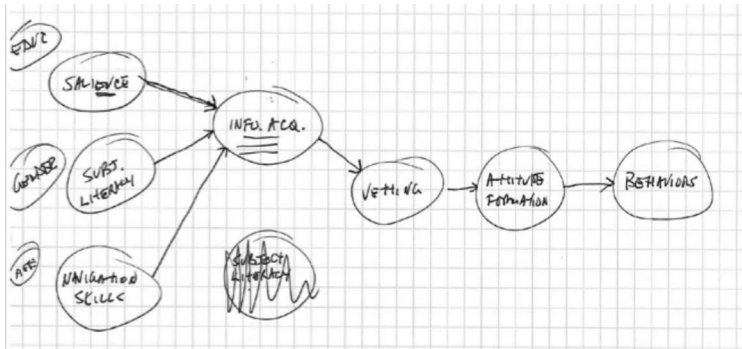 EDUC
SALIENCE
GENDER
SUBJ.
LITERACY
AGE
NAVIGATION
SKILLS
INFO. ACQ.
SUBJECT
LITERACY
VETTING
ATTITUDE
FORMATION
BEHAVIORS